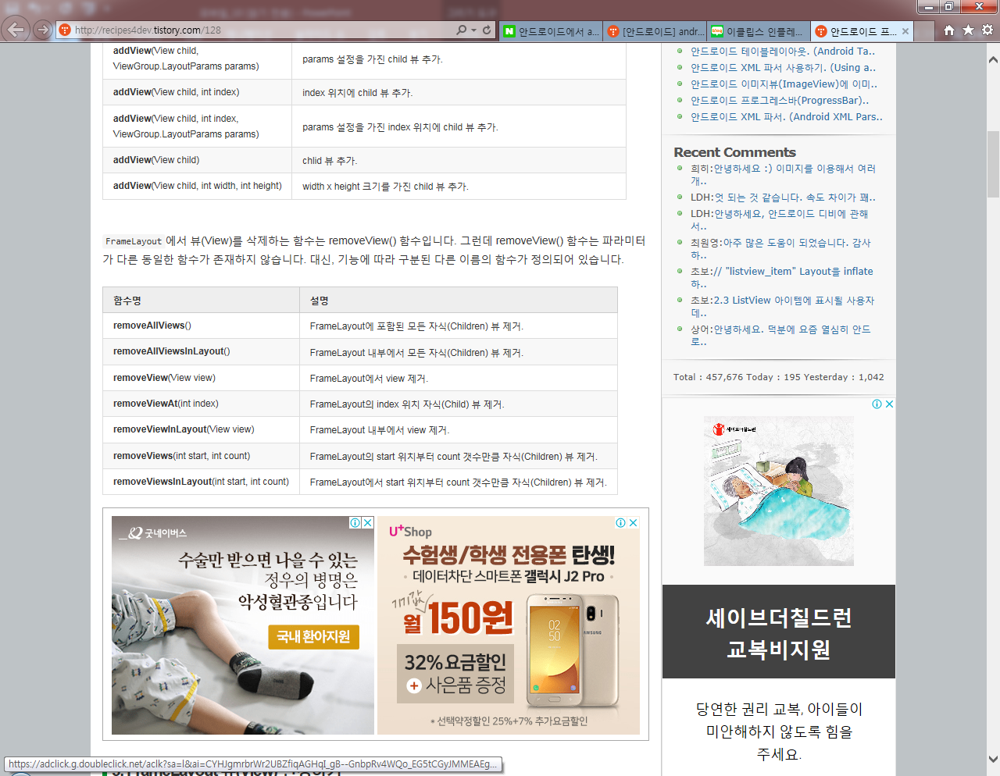 http://recipes4dev.tistory.com/128
안드로이드에서 a...
[안드로이드] andr...
이클립스 인플레...
안드로이드 프...
addView(View child,
ViewGroup.LayoutParams params)
params 설정을 가진 child 뷰 추가.
addView(View child, int index)
index 위치에 child 뷰 추가.
addView(View child, int index,
ViewGroup.LayoutParams params)
params 설정을 가진 index 위치에 child 뷰 추가.
addView(View child)
chlid 뷰 추가.
addView(View child, int width, int height)
width x height 크기를 가진 child 뷰 추가.
FrameLayout 에서 뷰(View)를 삭제하는 함수는 removeView() 함수입니다. 그런데 removeView() 함수는 파라미터
가 다른 동일한 함수가 존재하지 않습니다. 대신, 기능에 따라 구분된 다른 이름의 함수가 정의되어 있습니다.
함수명
설명
removeAllViews()
FrameLayout에 포함된 모든 자식(Children) 뷰 제거.
removeAllViewsInLayout()
FrameLayout 내부에서 모든 자식(Children) 뷰 제거.
removeView(View view)
FrameLayout에서 view 제거.
removeViewAt(int index)
FrameLayout의 index 위치 자식(Child) 뷰 제거.
removeViewInLayout(View view)
FrameLayout 내부에서 view 제거.
removeViews(int start, int count)
FrameLayout의 start 위치부터 count 갯수만큼 자식(Children) 뷰 제거.
removeViewsInLayout(int start, int count)
FrameLayout에서 start 위치부터 count 갯수만큼 자식(Children) 뷰 제거.
굿네이버스
수술만 받으면 나을 수 있는
정우의 병명은
악성혈관종입니다
국내 환아지원
U+Shop
수험생/학생 전용폰 탄생!
데이터차단 스마트폰 갤럭시 J2 Pro
기기값
월 150원
02
50
SAMSUNG
32% 요금할인
+ 사은품 증정
* 선택약정할인 25%+7% 추가요금할인
https://adclick.g.doubleclick.net/aclk?sa=l&ai=CYHJgmrbrWr2UBZfiqAGHqI_gB--GnbpRv4WQo_EG5tCGyJMMEAEg...
안드로이드 테이블레이아웃. (Android Ta..
안드로이드 XML 파서 사용하기. (Using a..
안드로이드 이미지뷰(ImageView)에 이미..
안드로이드 프로그레스바(ProgressBar)..
안드로이드 XML 파서. (Android XML Pars..
Recent Comments
희히:안녕하세요 :) 이미지를 이용해서 여러
개..
LDH:엇 되는 것 같습니다. 속도 차이가 꽤..
LDH:안녕하세요, 안드로이드 디비에 관해
서..
최원영:아주 많은 도움이 되었습니다. 감사
하..
초보:// "listview_item" Layout을 inflate
하..
초보:2.3 ListView 아이템에 표시될 사용자
데..
상어:안녕하세요. 덕분에 요즘 열심히 안드
로..
Total : 457,676 Today : 195 Yesterday : 1,042
세이브더칠드런
세이브더칠드런
교복비지원
당연한 권리 교복, 아이들이
미안해하지 않도록 힘을
주세요.